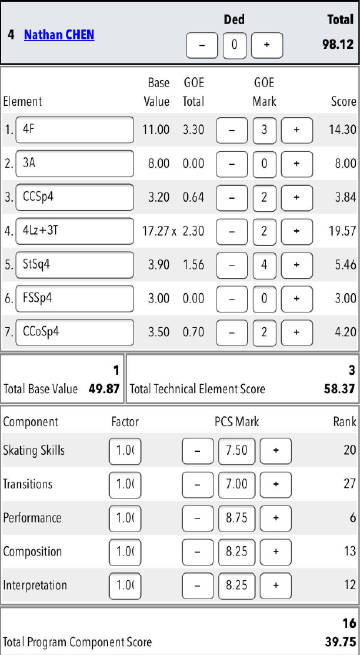 Ded Total
4 Nathan CHEN - 0 + 98.12
Base GOE GOE
Element Value Total Mark Score
1. 4F 11.00 3.30 - 3 + 14.30
2. 3A 8.00 0.00 - 0 + 8.00
3. CCSp4 3.20 0.64 - 2 + 3.84
4. 4Lz+3T 17.27 x 2.30 - 2 + 19.57
5. StSq4 3.90 1.56 - 4 + 5.46
6. FSSp4 3.00 0.00 - 0 + 3.00
7. CCoSp4 3.50 0.70 - 2 + 4.20
1 3
Total Base Value 49.87 Total Technical Element Score 58.37
Component Factor PCS Mark Rank
Skating Skills 1.0( - 7.50 + 20
Transitions 1.0( - 7.00 + 27
Performance 1.0( - 8.75 + 6
Composition 1.0( - 8.25 + 13
Interpretation 1.0( - 8.25 + 12
16
Total Program Component Score 39.75